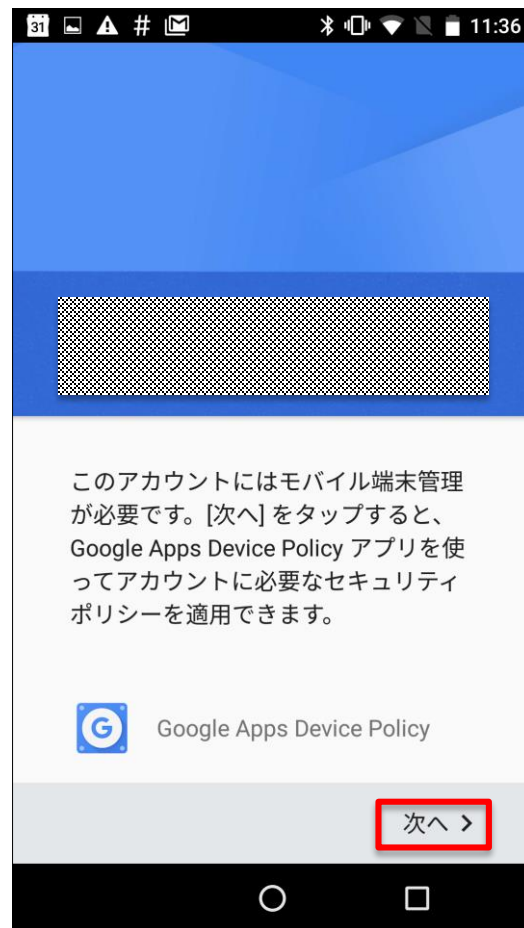 31 # 11:36
このアカウントにはモバイル端末管理
が必要です。[次へ] をタップすると、
Google Apps Device Policy アプリを使
ってアカウントに必要なセキュリティ
ポリシーを適用できます。
G Google Apps Device Policy
次へ >